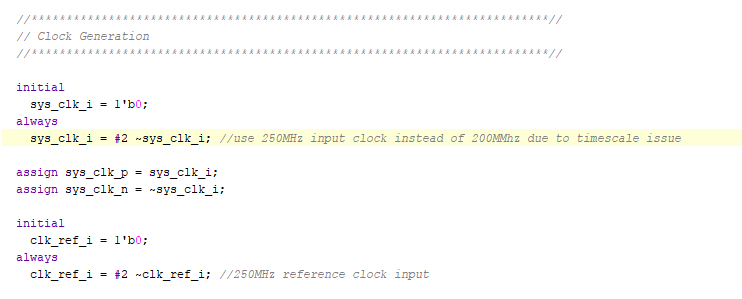 //**************************************************************************//
// Clock Generation
//**************************************************************************//
initial
sys_clk_i = 1'b0;
always
sys_clk_i = #2 ~sys_clk_i; //use 250MHz input clock instead of 200MMhz due to timescale issue
assign sys_clk_p = sys_clk_i;
assign sys_clk_n = ~sys_clk_i;
initial
clk_ref_i = 1'b0;
always
clk_ref_i = #2 ~clk_ref_i; //250MHz reference clock input